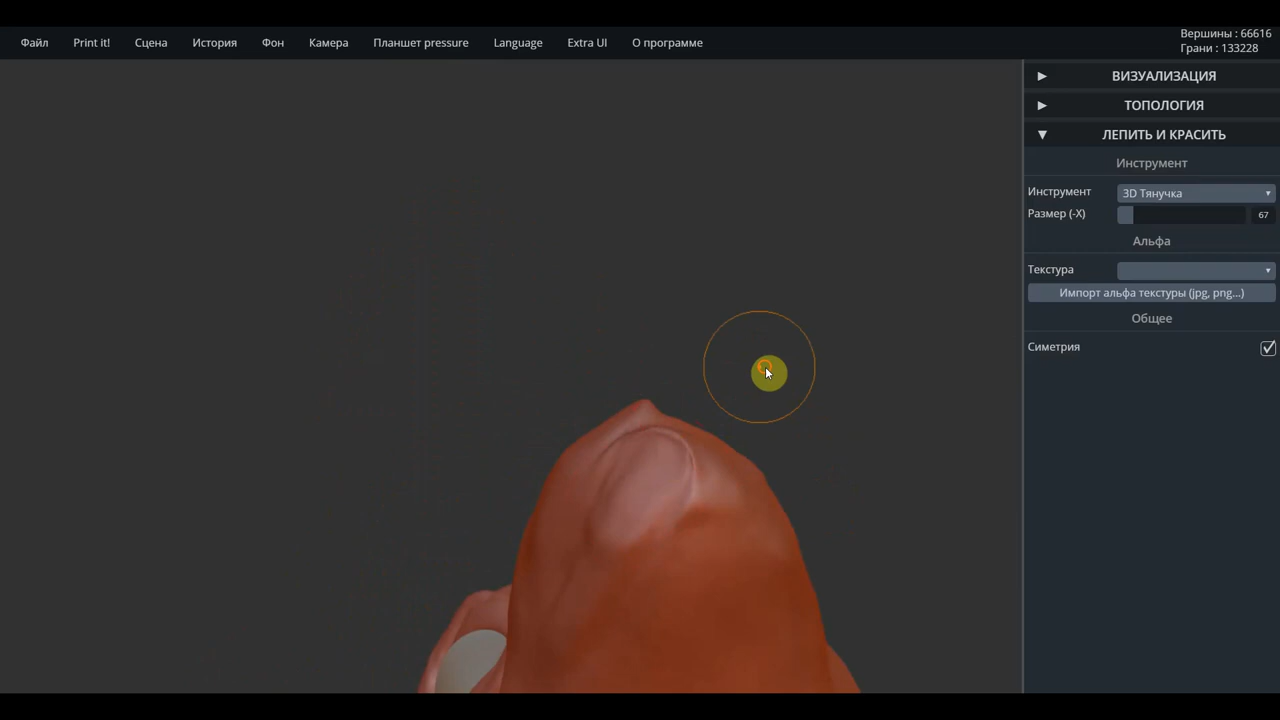 Файл Print it! Сцена История Фон Камера Планшет pressure Language Extra UI О программе
Вершины : 66616
Грани : 133228
ВИЗУАЛИЗАЦИЯ
ТОПОЛОГИЯ
ЛЕПИТЬ И КРАСИТЬ
Инструмент
Инструмент 3D Тянучка
Размер (-X) 67
Альфа
Текстура
Импорт альфа текстуры (jpg, png...)
Общее
Симетрия